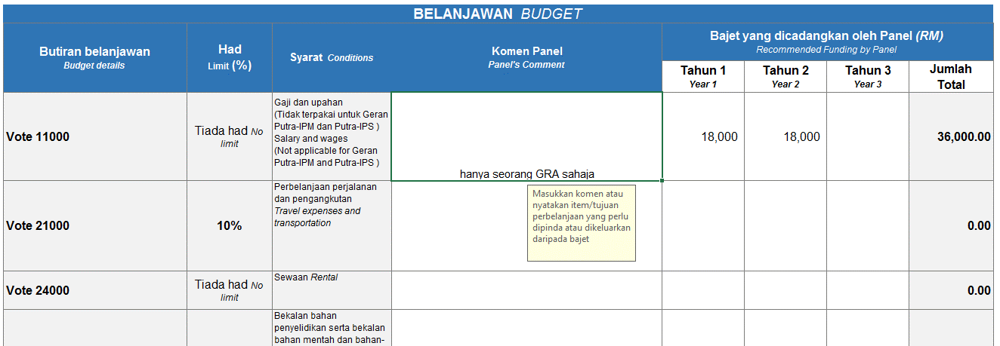 BELANJAWAN BUDGET
Butiran belanjawan
Budget details
Had
Limit (%)
Syarat Conditions
Komen Panel
Panel's Comment
Bajet yang dicadangkan oleh Panel (RM)
Recommended Funding by Panel
Tahun 1
Year 1
Tahun 2
Year 2
Tahun 3
Year 3
Jumlah
Total
Vote 11000
Tiada had No
limit
Gaji dan upahan
(Tidak terpakai untuk Geran
Putra-IPM dan Putra-IPS )
Salary and wages
(Not applicable for Geran
Putra-IPM and Putra-IPS )
hanya seorang GRA sahaja
18,000
18,000
36,000.00
Vote 21000
10%
Perbelanjaan perjalanan
dan pengangkutan
Travel expenses and
transportation
Masukkan komen atau
nyatakan item/tujuan
perbelanjaan yang perlu
dipinda atau dikeluarkan
daripada bajet
0.00
Vote 24000
Tiada had No
limit
Sewaan Rental
0.00
Bekalan bahan
penyelidikan serta bekalan
bahan mentah dan bahan-